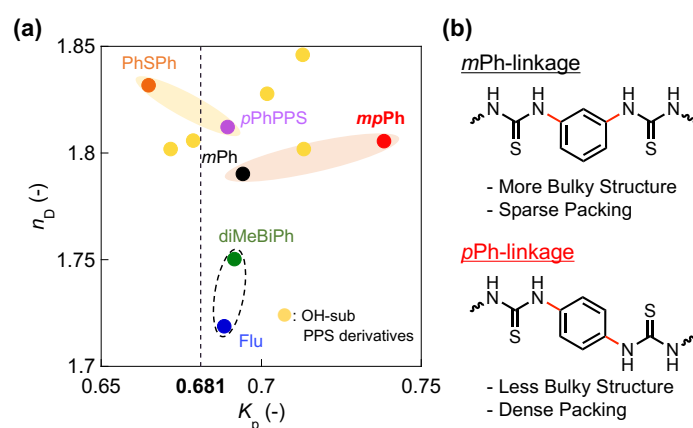 (a)
1.85
1.8
1.75
1.7
n_D (-)
PhSPh
pPhPPS
mpPh
mPh
diMeBiPh
Flu
: OH-sub
PPS derivatives
0.65
0.681
0.7
0.75
K_p (-)
(b)
mPh-linkage
H H H H
N N N N
S S
- More Bulky Structure
- Sparse Packing
pPh-linkage
H H
N N S
S N N
H H
- Less Bulky Structure
- Dense Packing